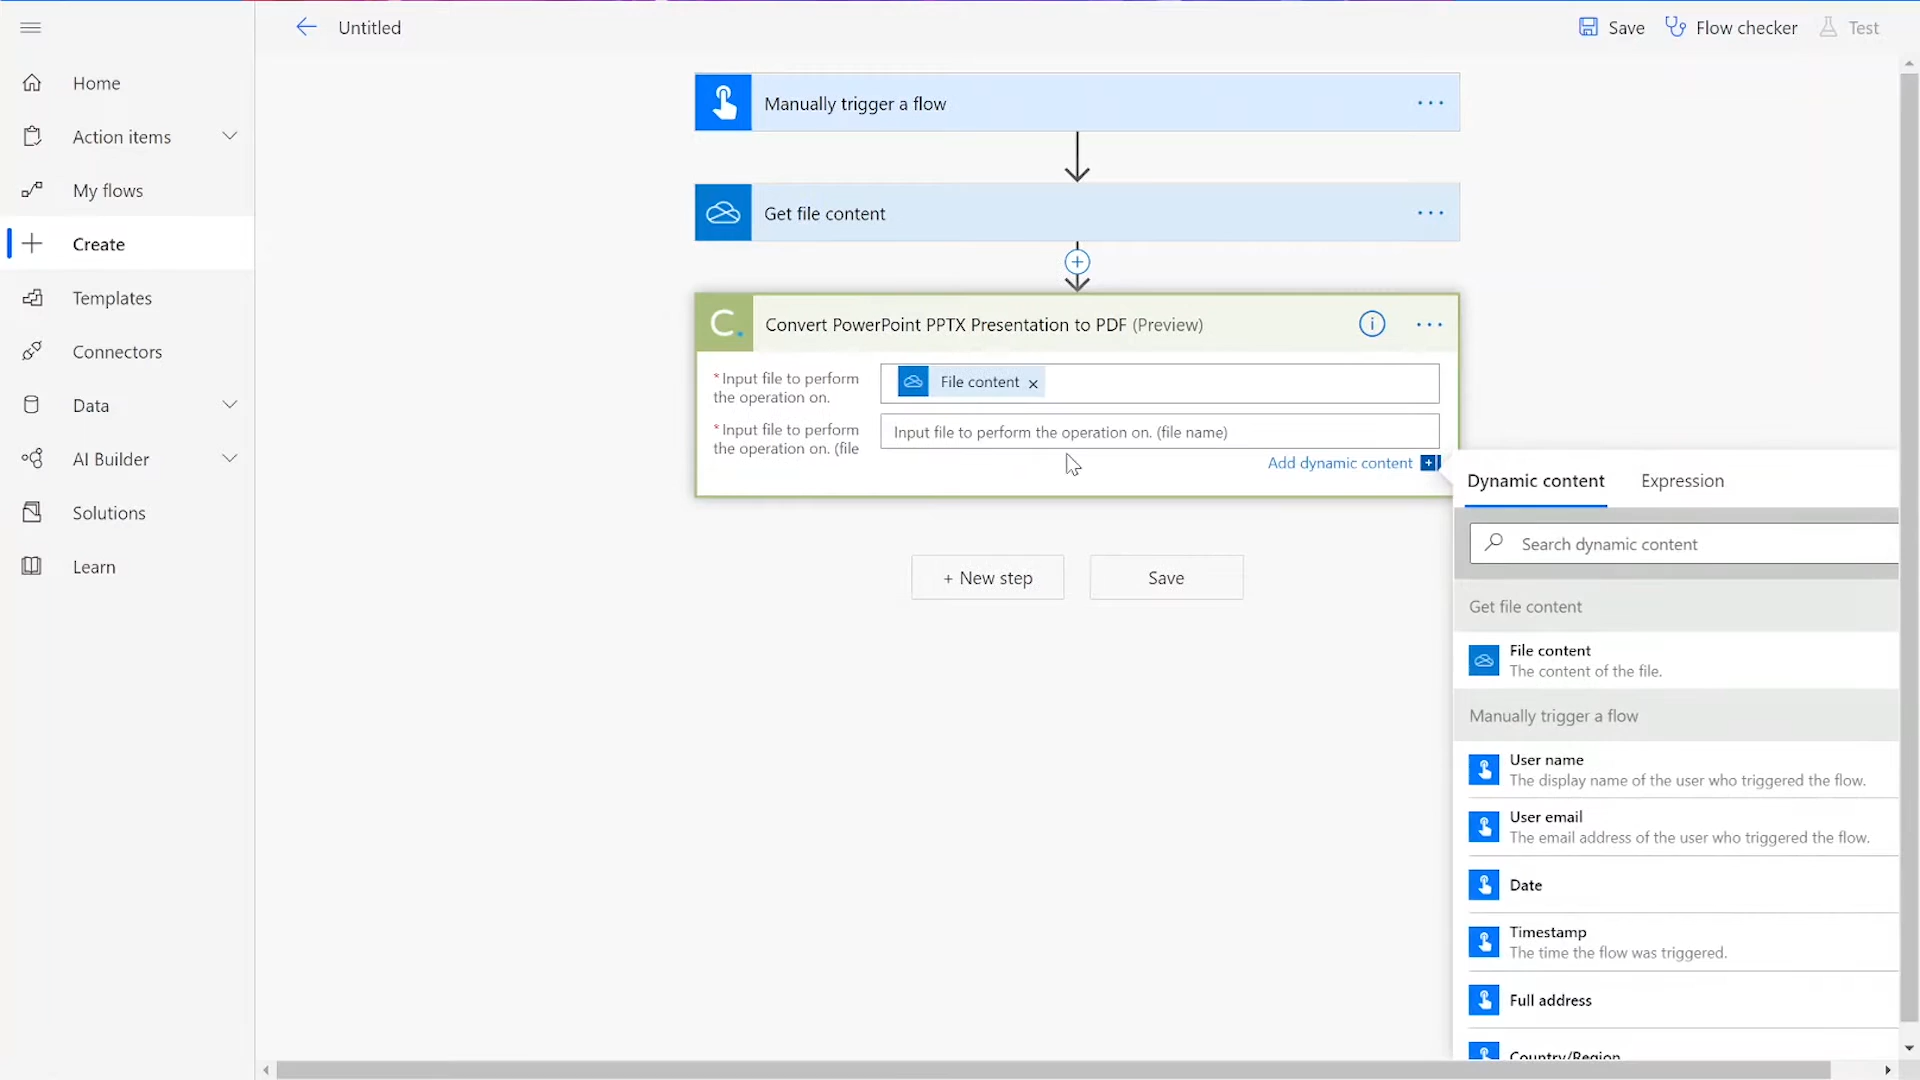 Untitled
Save
Flow checker
Test
Home
Action items
My flows
Create
Templates
Connectors
Data
AI Builder
Solutions
Learn
Manually trigger a flow
Get file content
C.
Convert PowerPoint PPTX Presentation to PDF (Preview)
*Input file to perform
the operation on.
File content
*Input file to perform
the operation on. (file
Input file to perform the operation on. (file name)
Add dynamic content
+ New step
Save
Dynamic content
Expression
Search dynamic content
Get file content
File content
The content of the file.
Manually trigger a flow
User name
The display name of the user who triggered the flow.
User email
The email address of the user who triggered the flow.
Date
Timestamp
The time the flow was triggered.
Full address
Country/Region